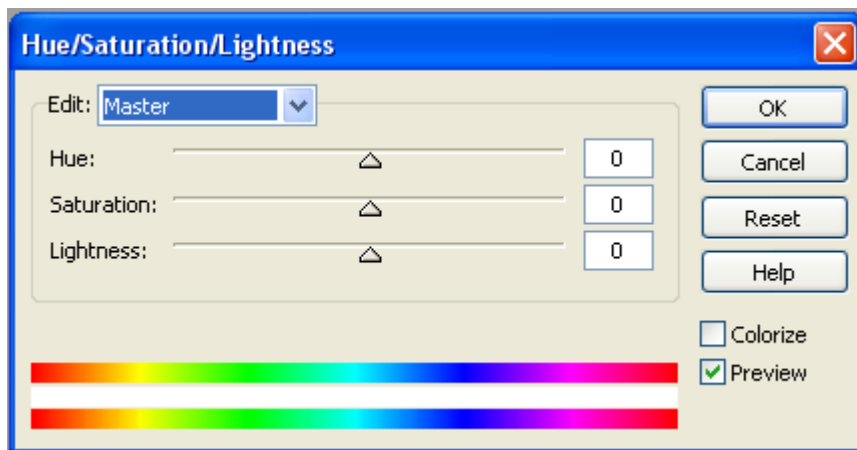 Hue/Saturation/Lightness
Edit: Master
OK
Hue: 0
Cancel
Saturation: 0
Reset
Lightness: 0
Help
Colorize
Preview